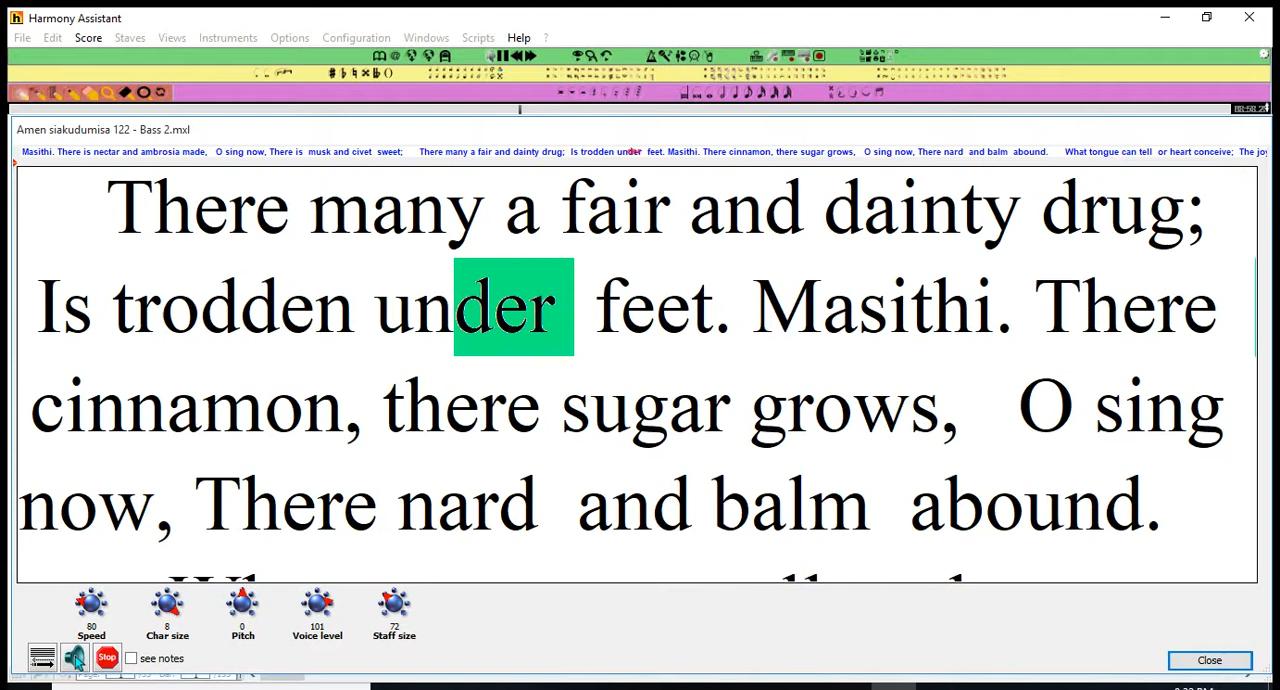 Harmony Assistant
File Edit Score Staves Views Instruments Options Configuration Windows Scripts Help ?
Amen siakudumisa 122 - Bass 2.mxl
Masithi. There is nectar and ambrosia made, O sing now, There is musk and civet sweet; There many a fair and dainty drug; Is trodden under feet. Masithi. There cinnamon, there sugar grows, O sing now, There nard and balm abound. What tongue can tell or heart conceive; The joy
There many a fair and dainty drug;
Is trodden under feet. Masithi. There
cinnamon, there sugar grows, O sing
now, There nard and balm abound.
80 8 0 101 72
Speed Char size Pitch Voice level Staff size
Stop see notes Close